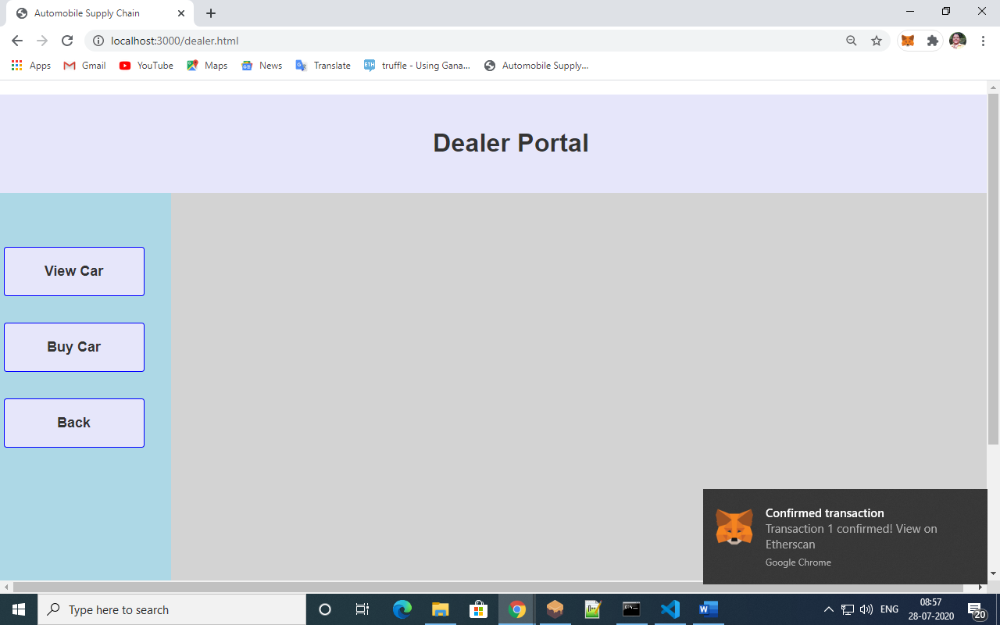 Automobile Supply Chain
localhost:3000/dealer.html
Apps Gmail YouTube Maps News Translate ETH truffle - Using Gana... Automobile Supply...
Dealer Portal
View Car
Buy Car
Back
Confirmed transaction
Transaction 1 confirmed! View on
Etherscan
Google Chrome
Type here to search
ENG
08:57
28-07-2020
20